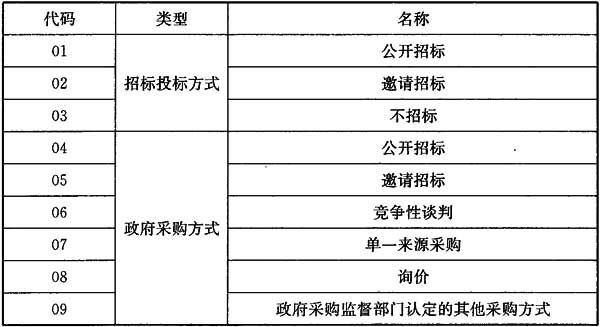 代码 类型 名称
01 公开招标
02 招标投标方式 邀请招标
03 不招标
04 公开招标
05 邀请招标
06 竞争性谈判
政府采购方式
07 单一来源采购
08 询价
09 政府采购监督部门认定的其他采购方式